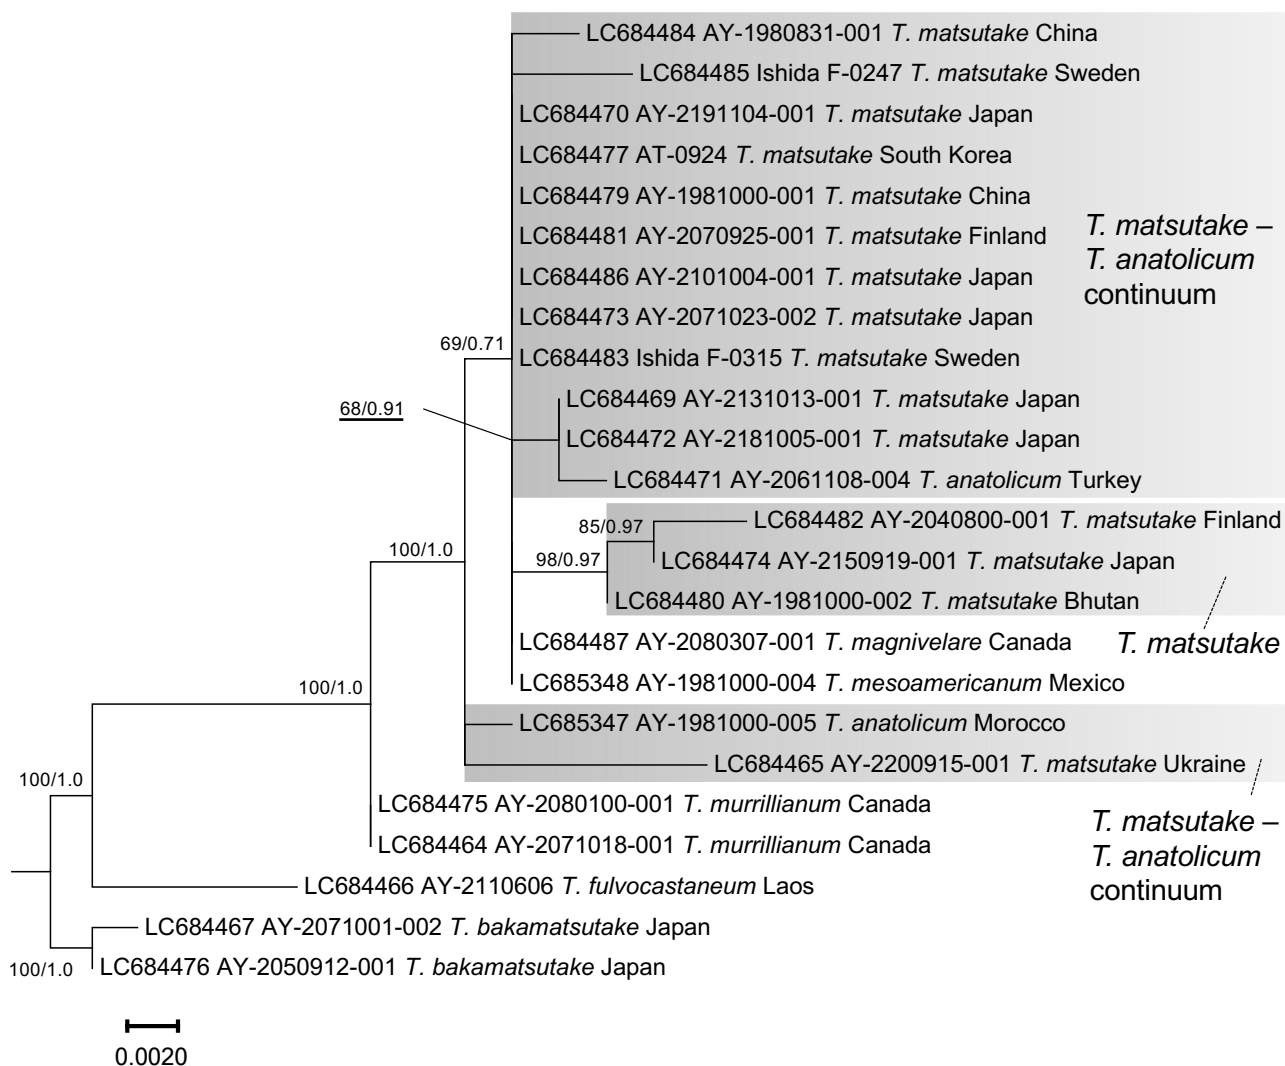 LC684484 AY-1980831-001 T. matsutake China
LC684485 Ishida F-0247 T. matsutake Sweden
LC684470 AY-2191104-001 T. matsutake Japan
LC684477 AT-0924 T. matsutake South Korea
LC684479 AY-1981000-001 T. matsutake China
LC684481 AY-2070925-001 T. matsutake Finland
LC684486 AY-2101004-001 T. matsutake Japan
LC684473 AY-2071023-002 T. matsutake Japan
T. matsutake –
T. anatolicum
continuum
69/0.71
LC684483 Ishida F-0315 T. matsutake Sweden
68/0.91
LC684469 AY-2131013-001 T. matsutake Japan
LC684472 AY-2181005-001 T. matsutake Japan
LC684471 AY-2061108-004 T. anatolicum Turkey
85/0.97
LC684482 AY-2040800-001 T. matsutake Finland
100/1.0
98/0.97
LC684474 AY-2150919-001 T. matsutake Japan
LC684480 AY-1981000-002 T. matsutake Bhutan
LC684487 AY-2080307-001 T. magnivelare Canada
T. matsutake
100/1.0
LC685348 AY-1981000-004 T. mesoamericanum Mexico
LC685347 AY-1981000-005 T. anatolicum Morocco
LC684465 AY-2200915-001 T. matsutake Ukraine
100/1.0
LC684475 AY-2080100-001 T. murrillianum Canada
LC684464 AY-2071018-001 T. murrillianum Canada
T. matsutake –
T. anatolicum
continuum
LC684466 AY-2110606 T. fulvocastaneum Laos
LC684467 AY-2071001-002 T. bakamatsutake Japan
100/1.0
LC684476 AY-2050912-001 T. bakamatsutake Japan
0.0020